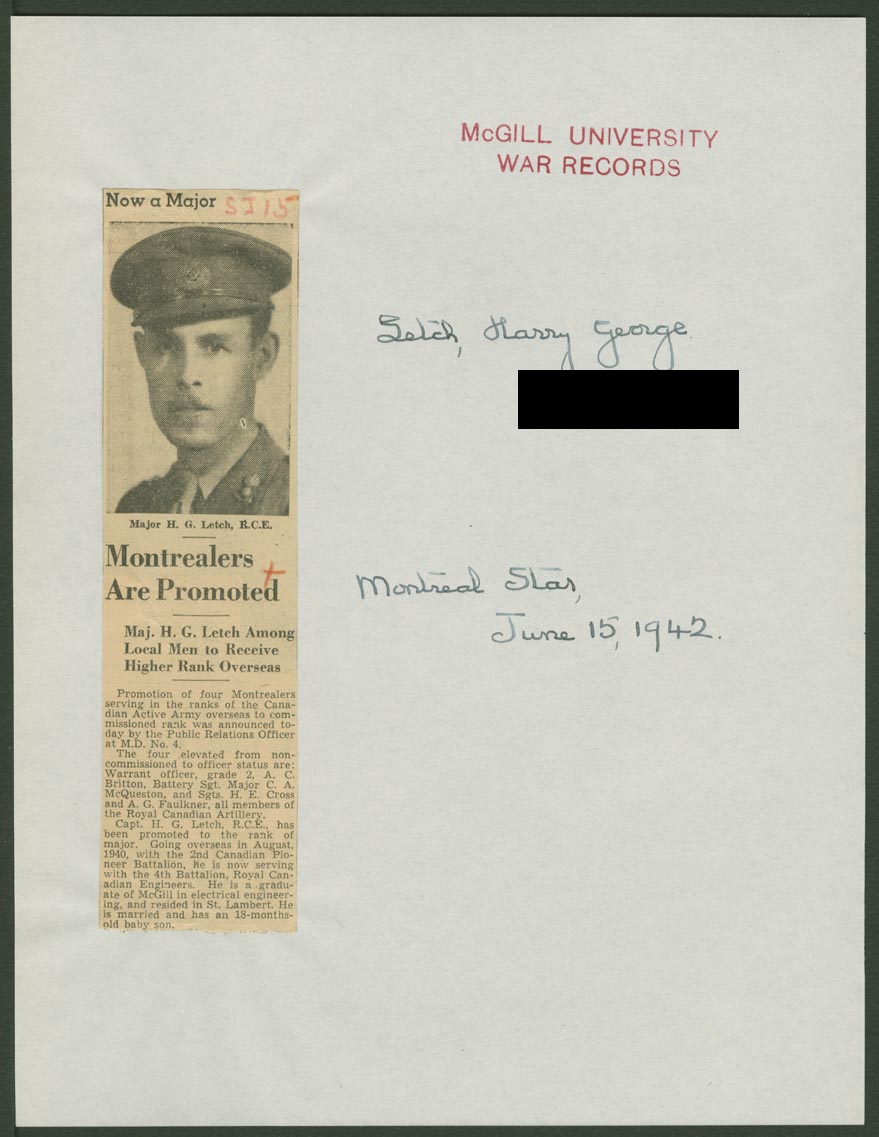 McGILL UNIVERSITY
WAR RECORDS
Now a Major SJ15
Letch, Harry George
Major H. G. Letch, R.C.E.
Montrealers
Are Promoted
Montreal Star,
June 15, 1942.
Maj. H. G. Letch Among
Local Men to Receive
Higher Rank Overseas
Promotion of four Montrealers
serving in the ranks of the Cana-
dian Active Army overseas to com-
missioned rank was announced to-
day by the Public Relations Officer
at M.D. No. 4.
The four elevated from non-
commissioned to officer status are:
Warrant officer, grade 2, A. C.
Britton, Battery Sgt. Major C. A.
McQueston, and Sgts. H. E. Cross
and A. G. Faulkner, all members of
the Royal Canadian Artillery.
Capt. H. G. Letch, R.C.E., has
been promoted to the rank of
major. Going overseas in August,
1940, with the 2nd Canadian Pio-
neer Battalion, he is now serving
with the 4th Battalion, Royal Can-
adian Engineers. He is a gradu-
ate of McGill in electrical engineer-
ing, and resided in St. Lambert. He
is married and has an 18-months-
old baby son.